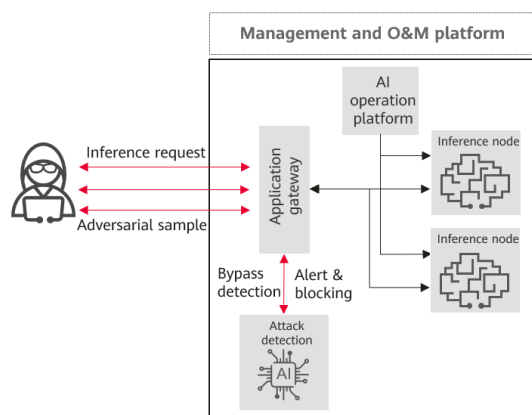 Management and O&M platform
AI
operation
platform
Inference node
Inference request
Application
gateway
Adversarial sample
Inference node
Bypass
detection
Alert &
blocking
Attack
detection
AI